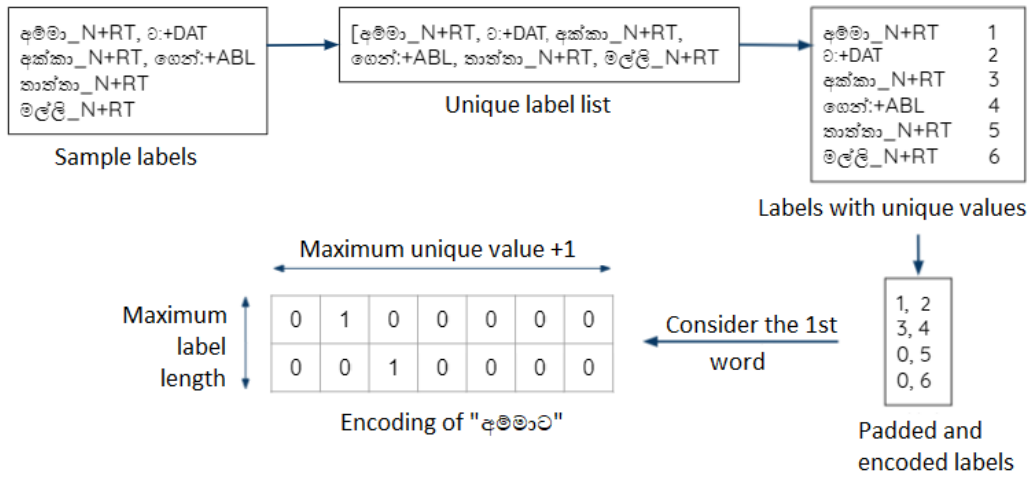 අම්මා_N+RT, ට:+DAT
අක්කා_N+RT, ගෙන්:+ABL
තාත්තා_N+RT
මල්ලි_N+RT
Sample labels
[අම්මා_N+RT, ට:+DAT, අක්කා_N+RT,
ගෙන්:+ABL, තාත්තා_N+RT, මල්ලි_N+RT
Unique label list
අම්මා_N+RT 1
ට:+DAT 2
අක්කා_N+RT 3
ගෙන්:+ABL 4
තාත්තා_N+RT 5
මල්ලි_N+RT 6
Labels with unique values
1, 2
3, 4
0, 5
0, 6
Padded and
encoded labels
Consider the 1st
word
Maximum unique value +1
Maximum
label
length
0 1 0 0 0 0 0
0 0 1 0 0 0 0
Encoding of "අම්මාට"